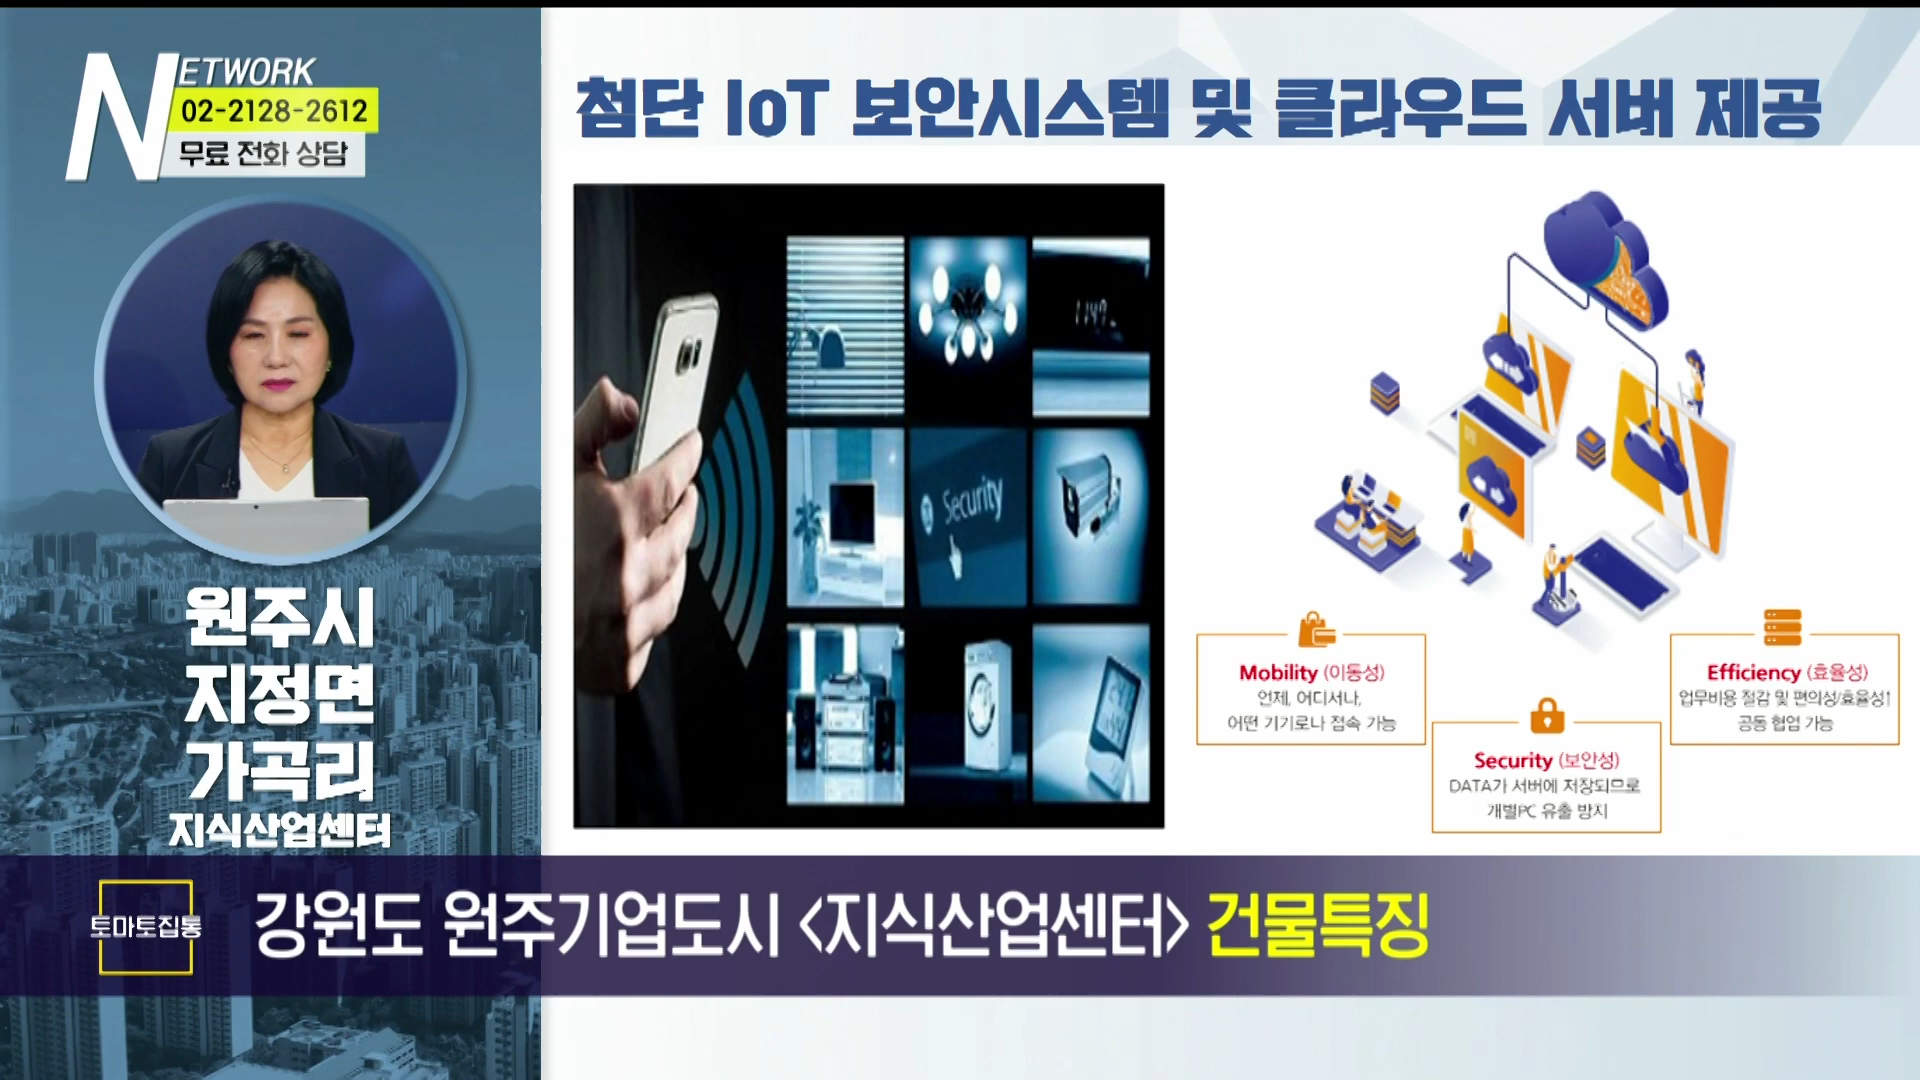 NETWORK
02-2128-2612
무료 전화 상담
원주시
지정면
가곡리
지식산업센터
첨단 IoT 보안시스템 및 클라우드 서버 제공
Security
Mobility (이동성)
언제, 어디서나,
어떤 기기로나 접속 가능
Security (보안성)
DATA가 서버에 저장되므로
개별PC 유출 방지
Efficiency (효율성)
업무비용 절감 및 편의성/효율성↑
공동 협업 가능
토마토집통
강원도 원주기업도시 <지식산업센터> 건물특징